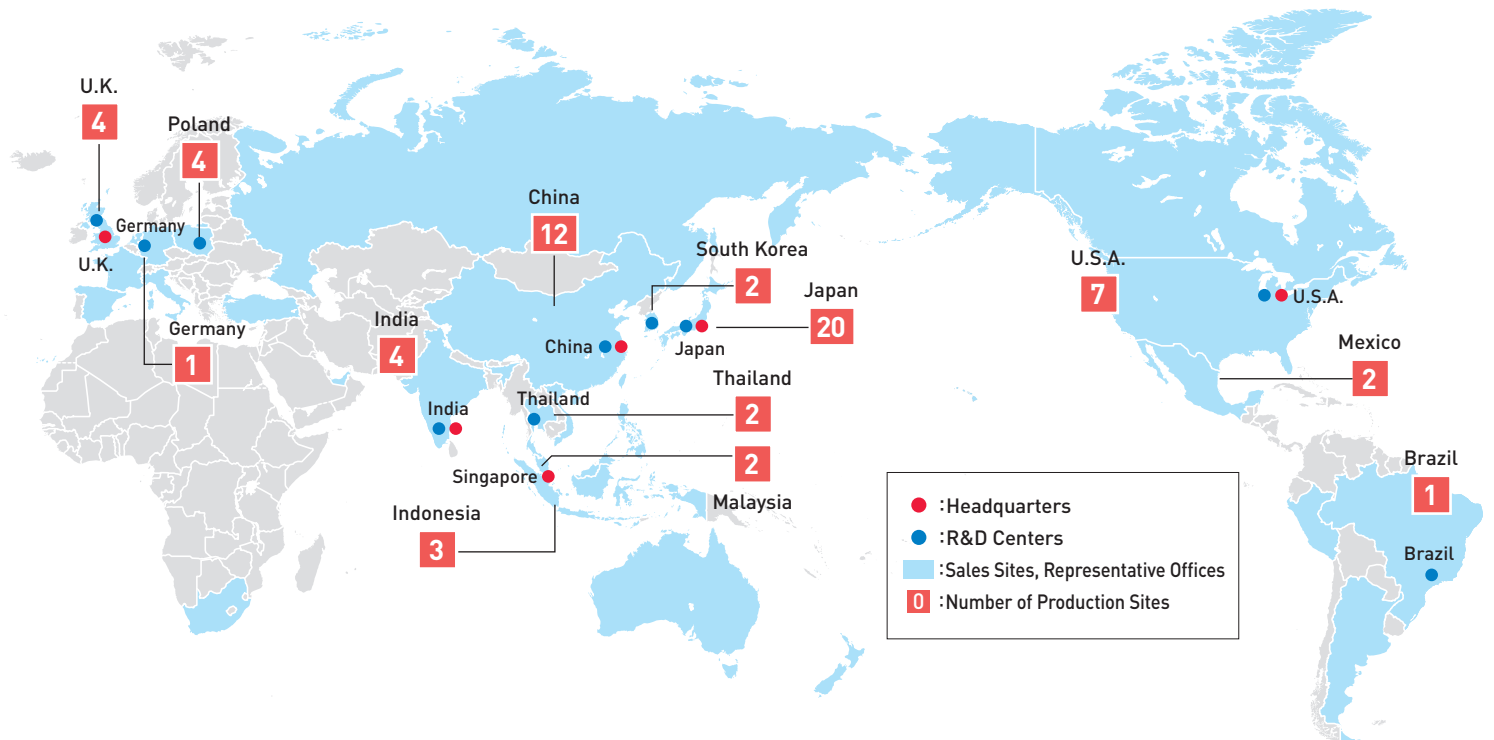 U.K.
4
Poland
4
Germany
U.K.
Germany
1
China
12
South Korea
2
Japan
20
India
4
China
Japan
Thailand
2
Thailand
India
2
Singapore
Malaysia
Indonesia
3
U.S.A.
7
U.S.A.
Mexico
2
Brazil
1
Brazil
:Headquarters
:R&D Centers
:Sales Sites, Representative Offices
0 :Number of Production Sites